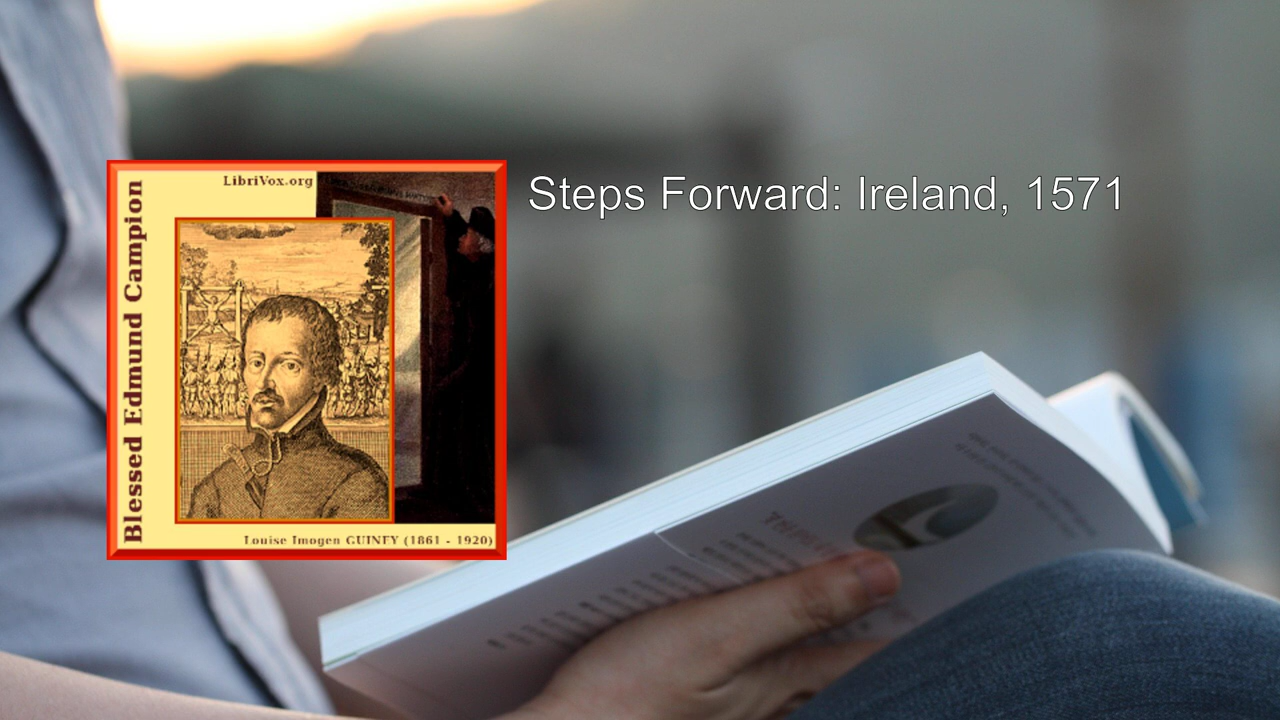 LibriVox.org
Blessed Edmund Campion
Louise Imogen GUINEY (1861 - 1920)
Steps Forward: Ireland, 1571